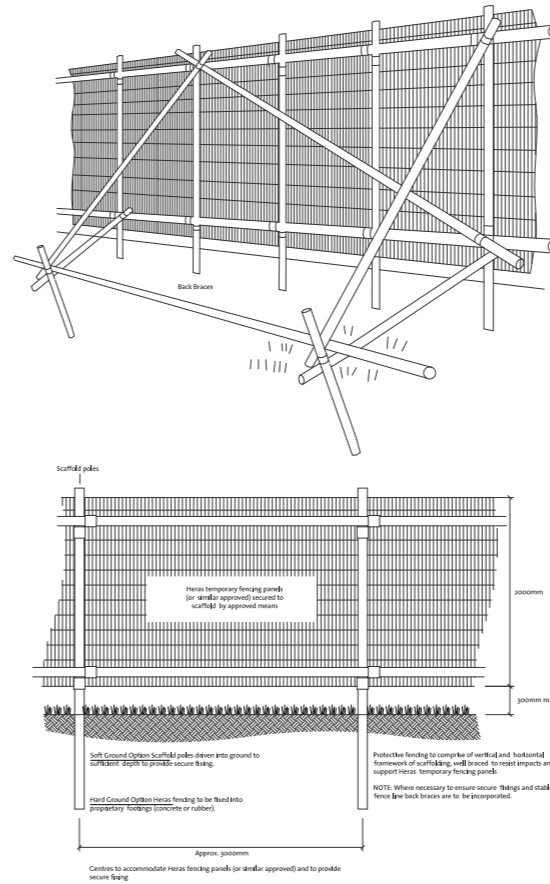 Back Braces
Scaffold poles
Heras temporary fencing panels
(or similar approved) secured to
scaffold by approved means
2000mm
300mm m
Soft Ground Option Scaffold poles driven into ground to
sufficient depth to provide secure fixing.
Hard Ground Option Heras fencing to be fixed into
proprietary footings (concrete or rubber).
Protective fencing to comprise of vertical and horizontal
framework of scaffolding, well braced to resist impacts an
support Heras temporary fencing panels
NOTE: Where necessary to ensure secure fixings and stabl
fence line back braces are to be incorporated.
Approx. 3000mm
Centres to accommodate Heras fencing panels (or similar approved) and to provide
secure fixing